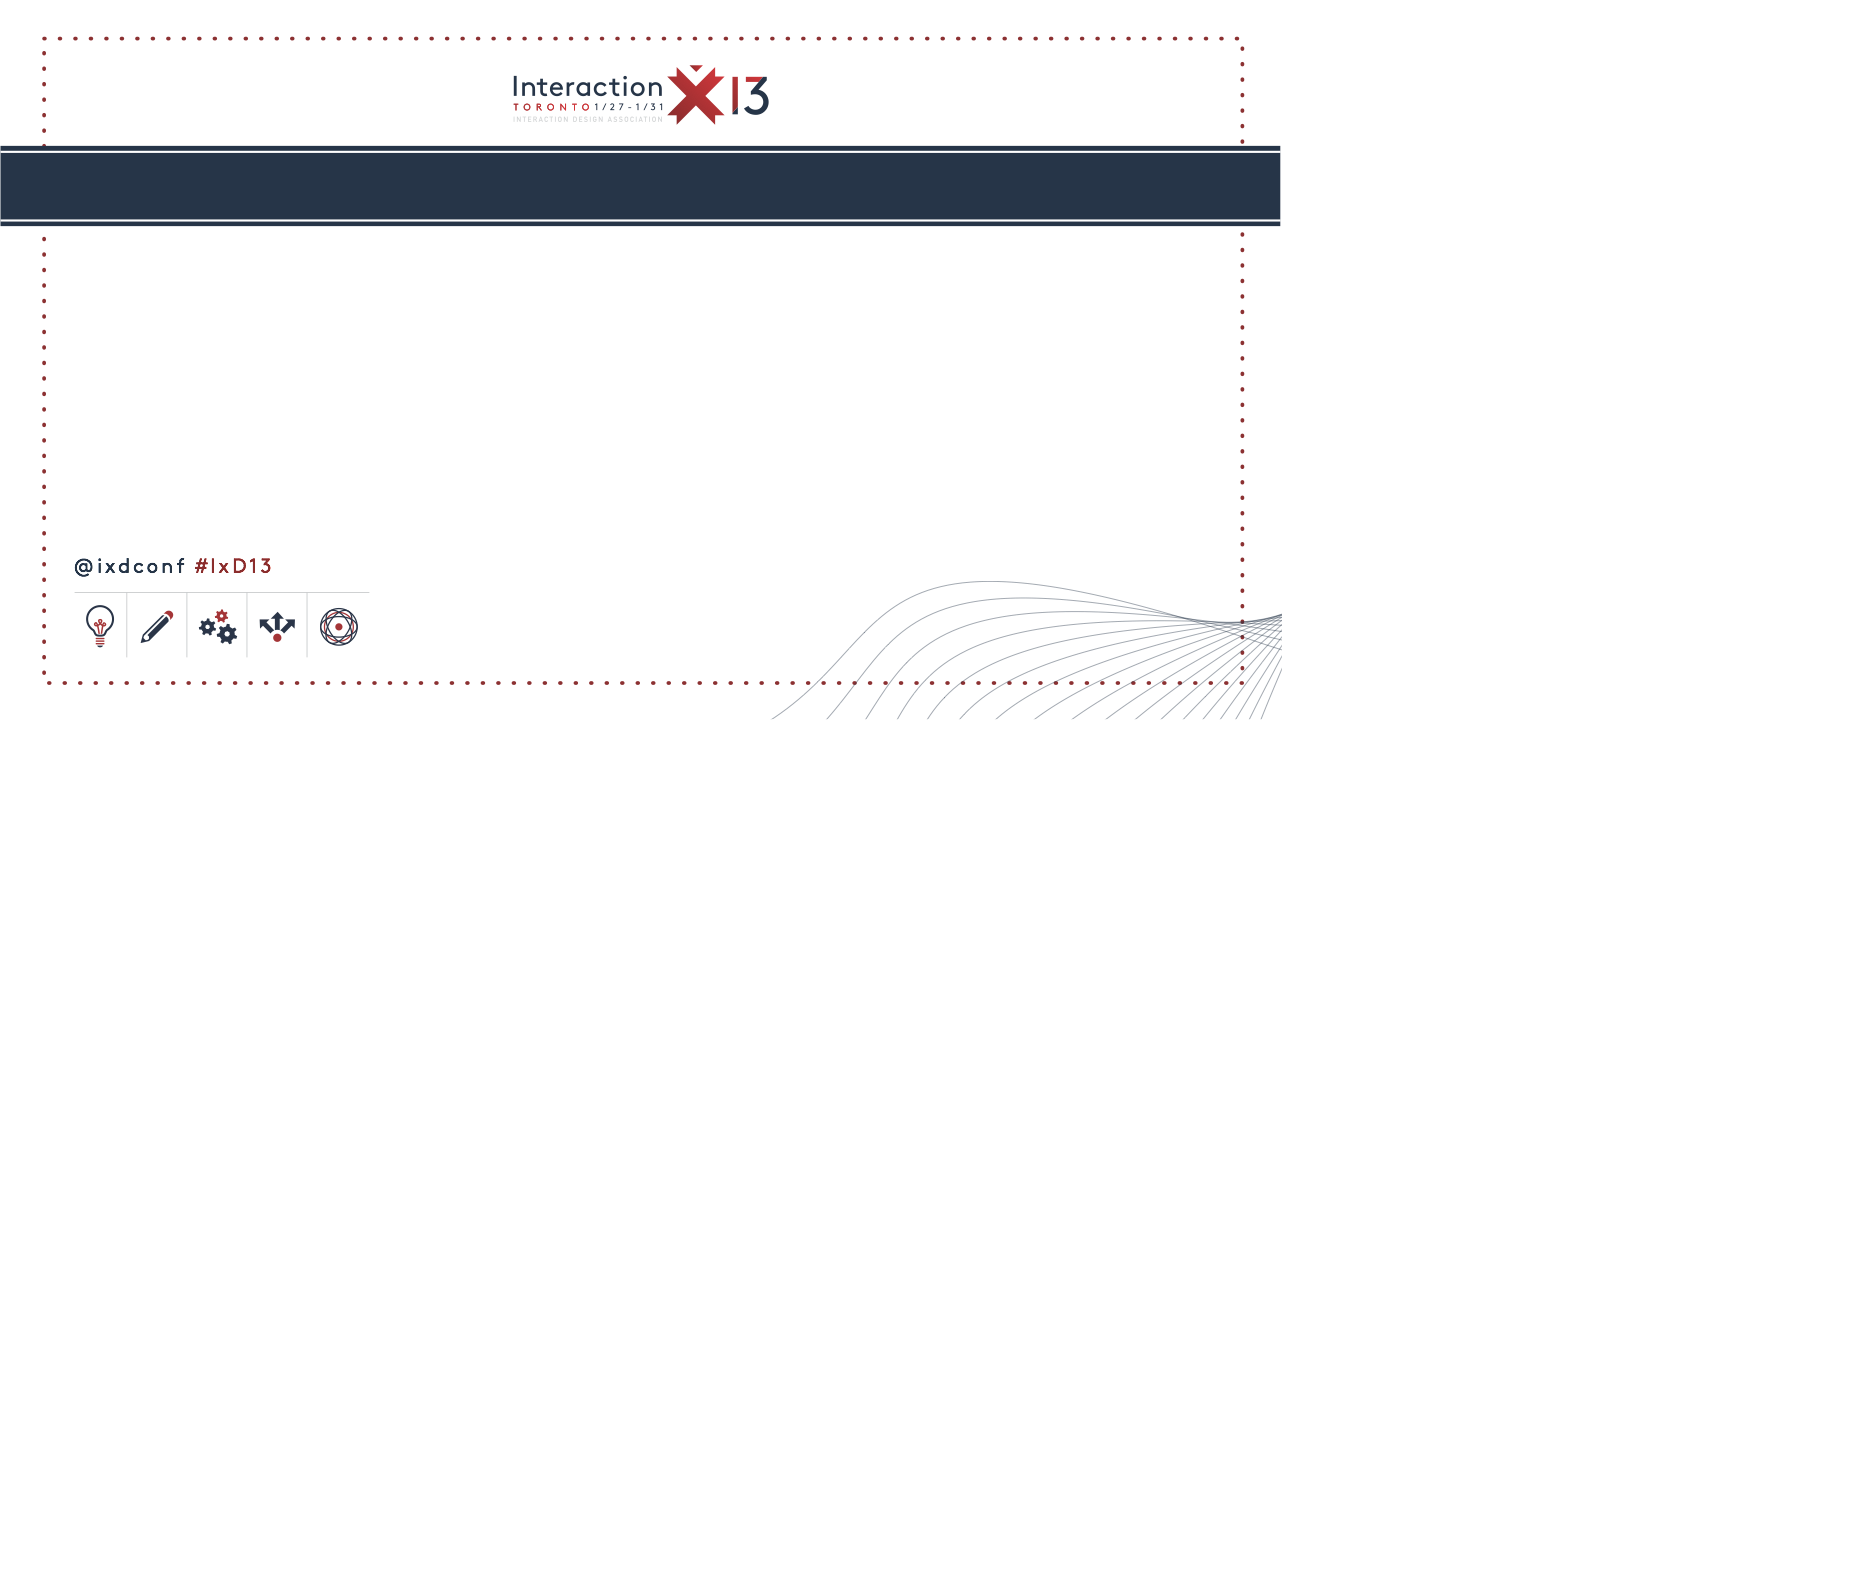 Interaction 13
TORONTO 1/27-1/31
INTERACTION DESIGN ASSOCIATION
@ixdconf #IxD13